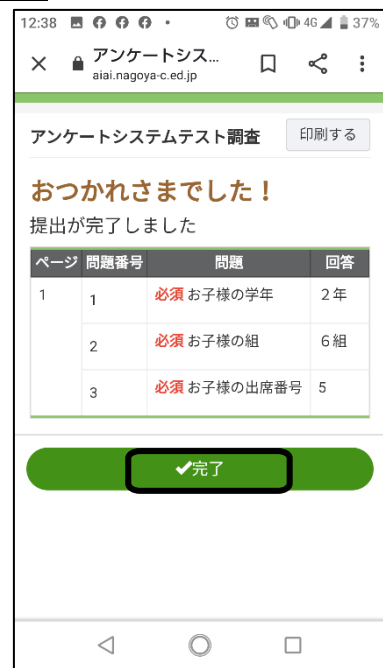 12:38 4G 37%
アンケートシス...
aiai.nagoya-c.ed.jp
アンケートシステムテスト調査 印刷する
おつかれさまでした！
提出が完了しました
ページ 問題番号 問題 回答
1 1 必須 お子様の学年 2年
2 必須 お子様の組 6組
3 必須 お子様の出席番号 5
✔完了